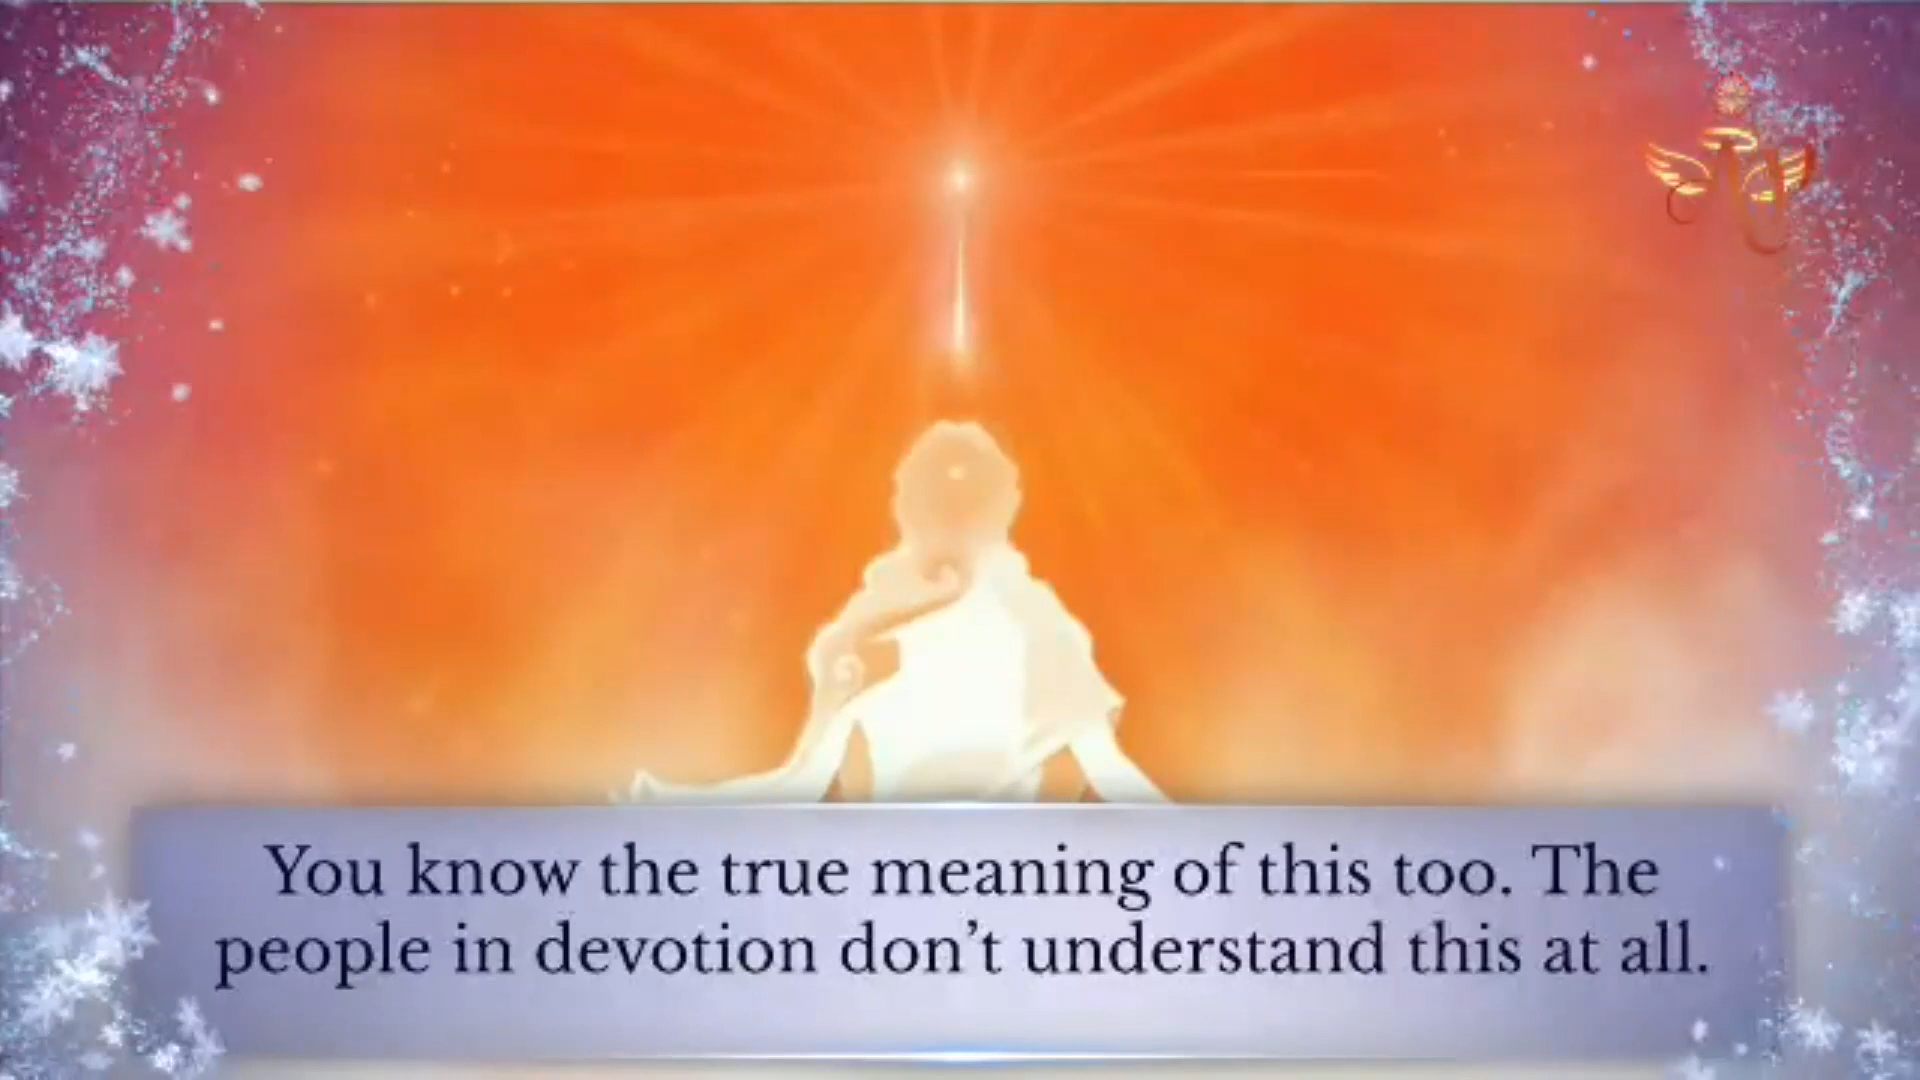 You know the true meaning of this too. The
people in devotion don’t understand this at all.